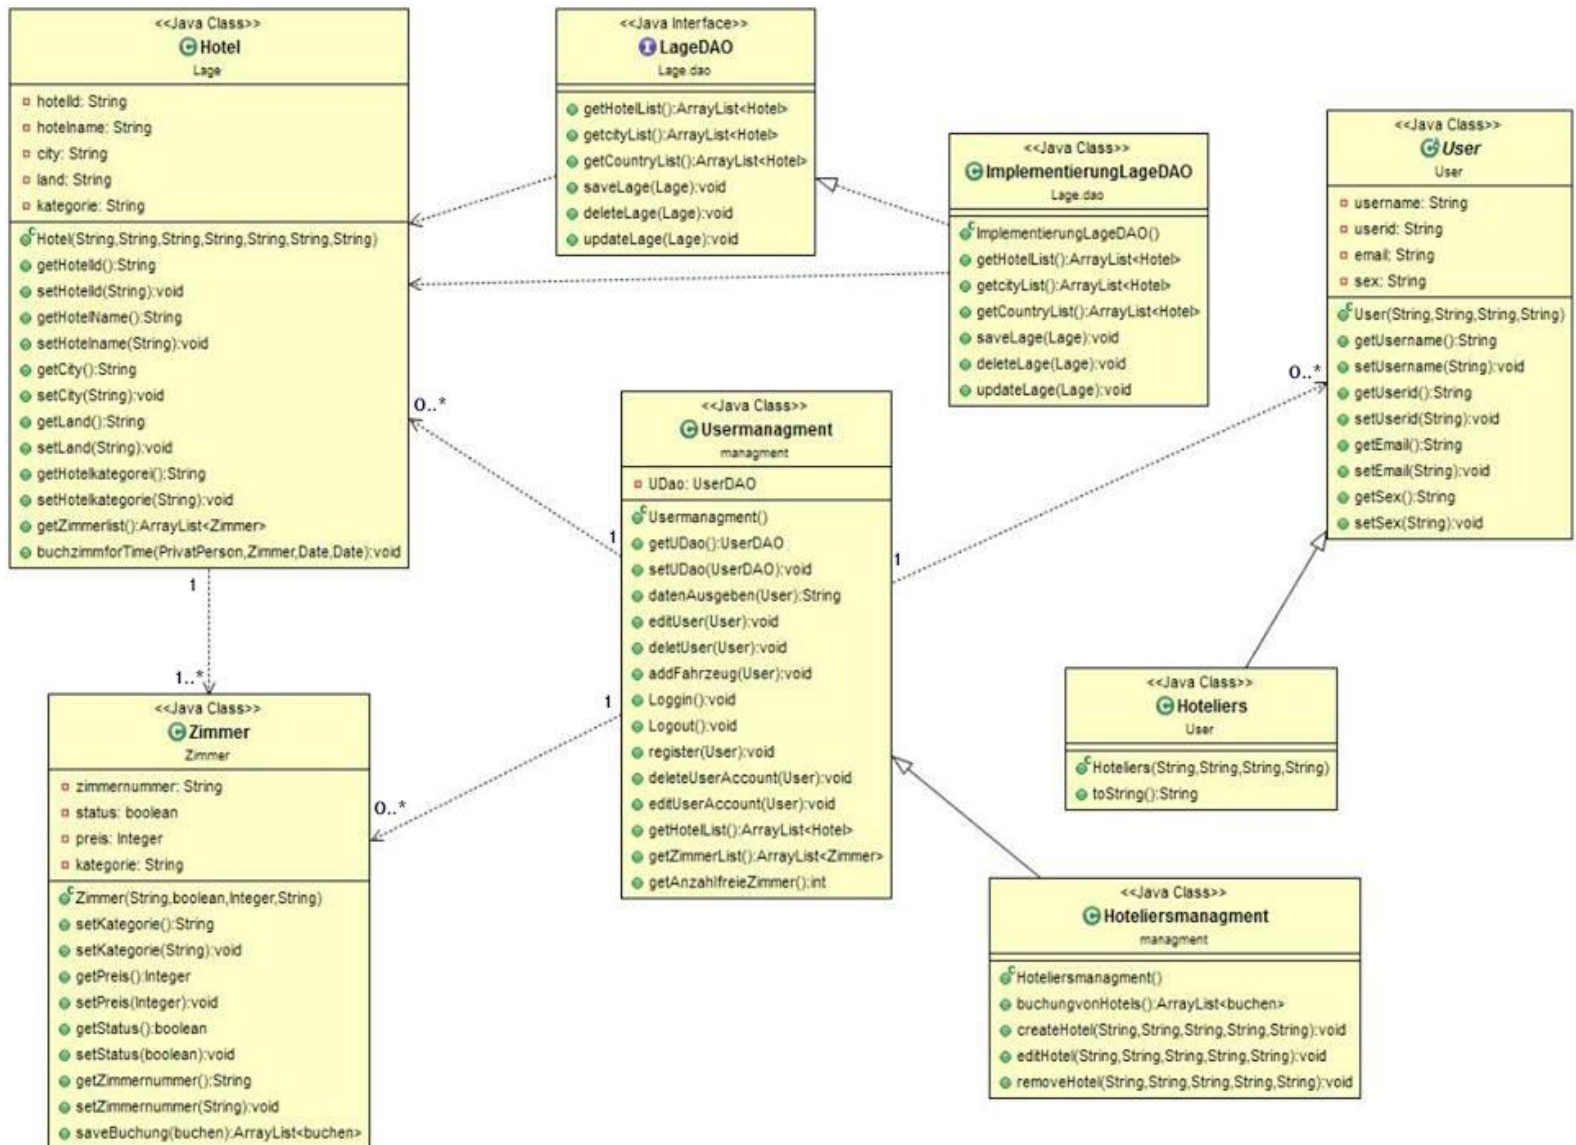 <<Java Class>>
Hotel
Lage
hotelId: String
hotelname: String
city: String
land: String
kategorie: String
Hotel(String,String,String,String,String,String,String)
getHotelId():String
setHotelId(String):void
getHotelName():String
setHotelname(String):void
getCity():String
setCity(String):void
getLand():String
setLand(String):void
getHotelkategorei():String
setHotelkategorie(String):void
getZimmerlist():ArrayList<Zimmer>
buchzimmforTime(PrivatPerson,Zimmer,Date,Date):void
<<Java Interface>>
LageDAO
Lage.dao
getHotelList():ArrayList<Hotel>
getcityList():ArrayList<Hotel>
getCountryList():ArrayList<Hotel>
saveLage(Lage):void
deleteLage(Lage):void
updateLage(Lage):void
<<Java Class>>
ImplementierungLageDAO
Lage.dao
ImplementierungLageDAO()
getHotelList():ArrayList<Hotel>
getcityList():ArrayList<Hotel>
getCountryList():ArrayList<Hotel>
saveLage(Lage):void
deleteLage(Lage):void
updateLage(Lage):void
<<Java Class>>
User
User
username: String
userid: String
email: String
sex: String
User(String,String,String,String)
getUsername():String
setUsername(String):void
getUserid():String
setUserid(String):void
getEmail():String
setEmail(String):void
getSex():String
setSex(String):void
0..*
0..*
1
1
1
1
1..*
0..*
<<Java Class>>
Usermanagment
managment
UDao: UserDAO
Usermanagment()
getUDao():UserDAO
setUDao(UserDAO):void
datenAusgeben(User):String
editUser(User):void
deletUser(User):void
addFahrzeug(User):void
Loggin():void
Logout():void
register(User):void
deleteUserAccount(User):void
editUserAccount(User):void
getHotelList():ArrayList<Hotel>
getZimmerList():ArrayList<Zimmer>
getAnzahlfreieZimmer():int
<<Java Class>>
Hoteliers
User
Hoteliers(String,String,String,String)
toString():String
<<Java Class>>
Zimmer
Zimmer
zimmernummer: String
status: boolean
preis: Integer
kategorie: String
Zimmer(String,boolean,Integer,String)
setKategorie():String
setKategorie(String):void
getPreis():Integer
setPreis(Integer):void
getStatus():boolean
setStatus(boolean):void
getZimmernummer():String
setZimmernummer(String):void
saveBuchung(buchen):ArrayList<buchen>
<<Java Class>>
Hoteliersmanagment
managment
Hoteliersmanagment()
buchungvonHotels():ArrayList<buchen>
createHotel(String,String,String,String,String):void
editHotel(String,String,String,String,String):void
removeHotel(String,String,String,String,String):void